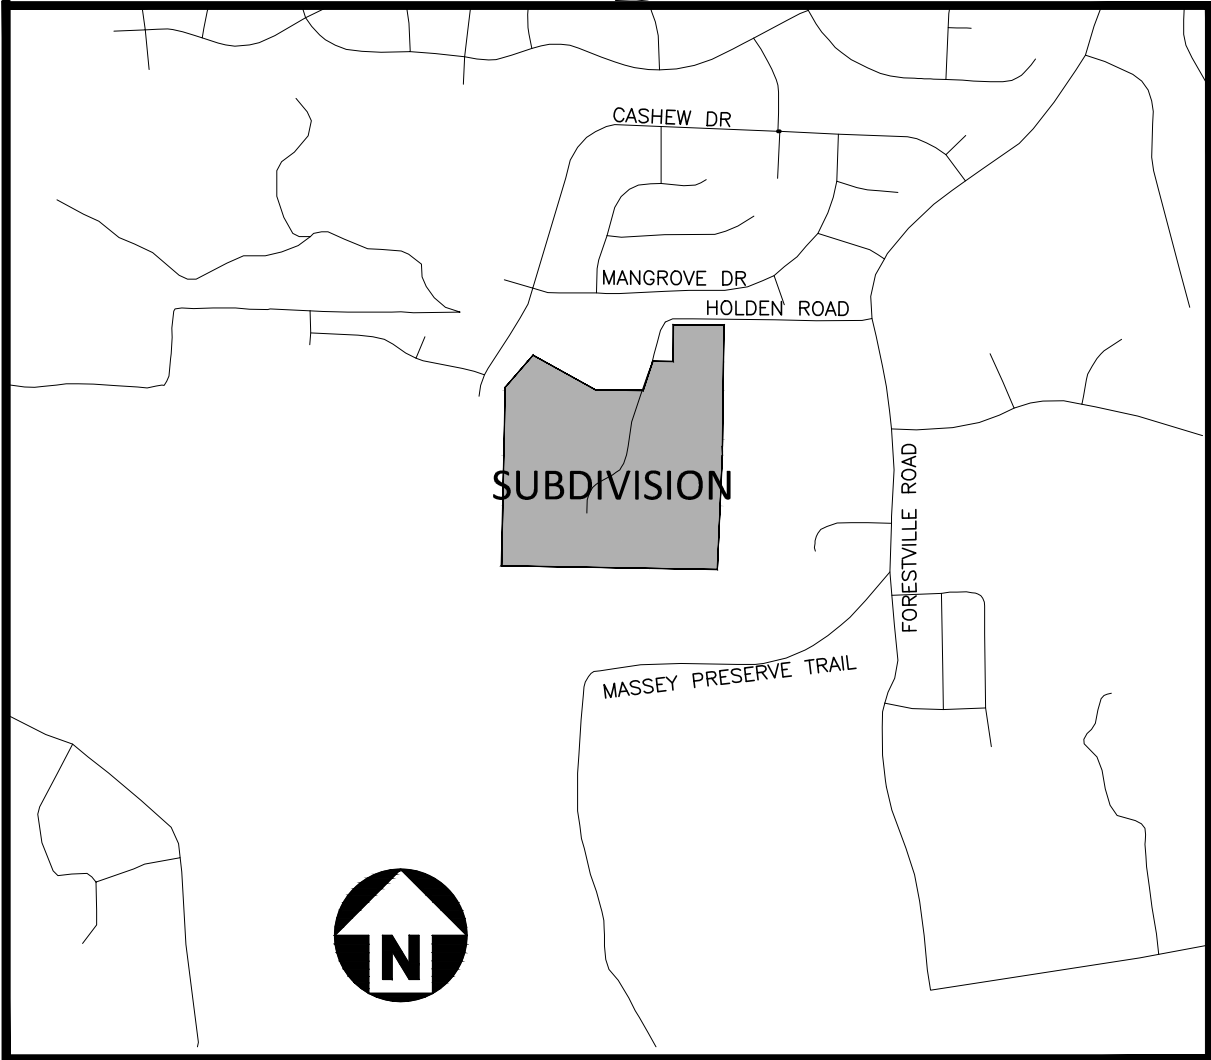 CASHEW DR
MANGROVE DR
HOLDEN ROAD
SUBDIVISION
FORESTVILLE ROAD
MASSEY PRESERVE TRAIL
N